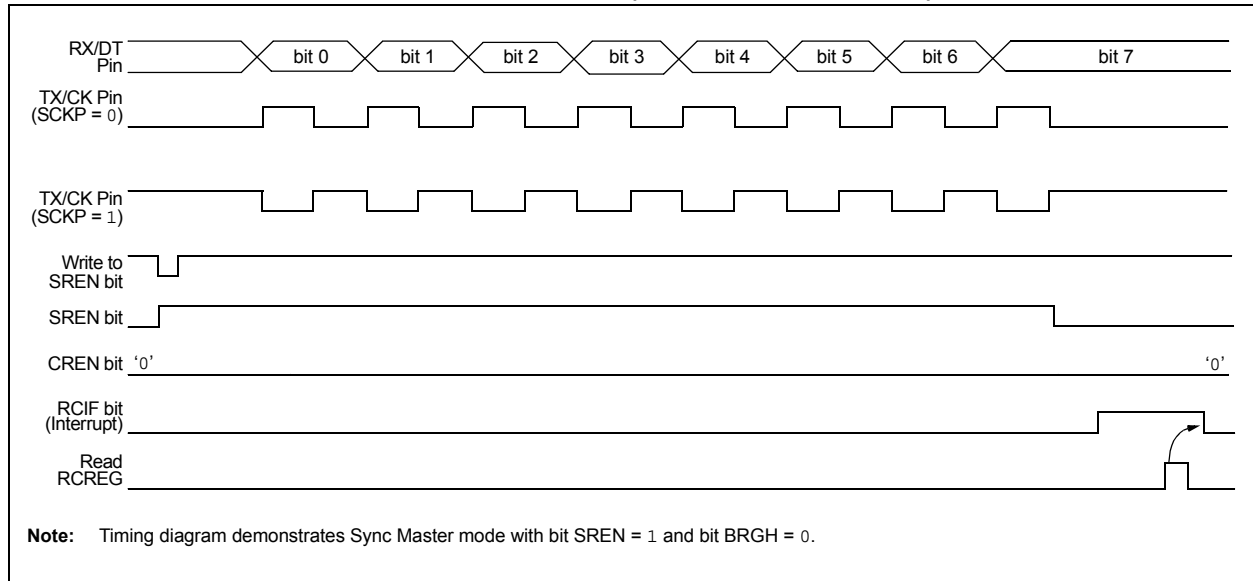 RX/DT
Pin
bit 0 bit 1 bit 2 bit 3 bit 4 bit 5 bit 6 bit 7
TX/CK Pin
(SCKP = 0)
TX/CK Pin
(SCKP = 1)
Write to
SREN bit
SREN bit
CREN bit ‘0’ ‘0’
RCIF bit
(Interrupt)
Read
RCREG
Note: Timing diagram demonstrates Sync Master mode with bit SREN = 1 and bit BRGH = 0.